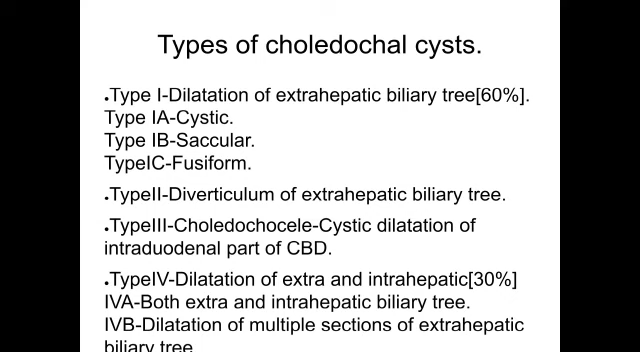 Types of choledochal cysts.
●Type I-Dilatation of extrahepatic biliary tree[60%].
Type IA-Cystic.
Type IB-Saccular.
TypeIC-Fusiform.
●TypeII-Diverticulum of extrahepatic biliary tree.
●TypeIII-Choledochocele-Cystic dilatation of
intraduodenal part of CBD.
●TypeIV-Dilatation of extra and intrahepatic[30%]
IVA-Both extra and intrahepatic biliary tree.
IVB-Dilatation of multiple sections of extrahepatic
biliary tree